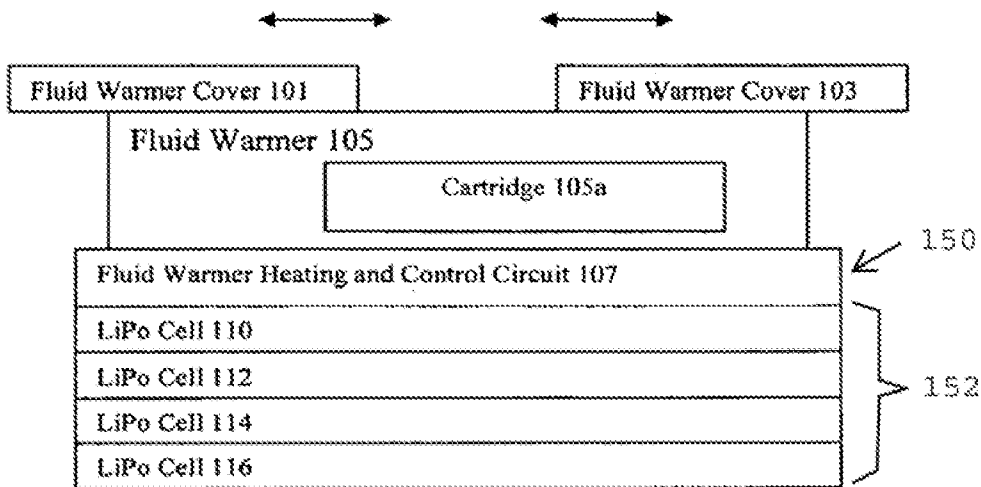 Fluid Warmer Cover 101
Fluid Warmer Cover 103
Fluid Warmer 105
Cartridge 105a
150
Fluid Warmer Heating and Control Circuit 107
LiPo Cell 110
LiPo Cell 112
152
LiPo Cell 114
LiPo Cell 116